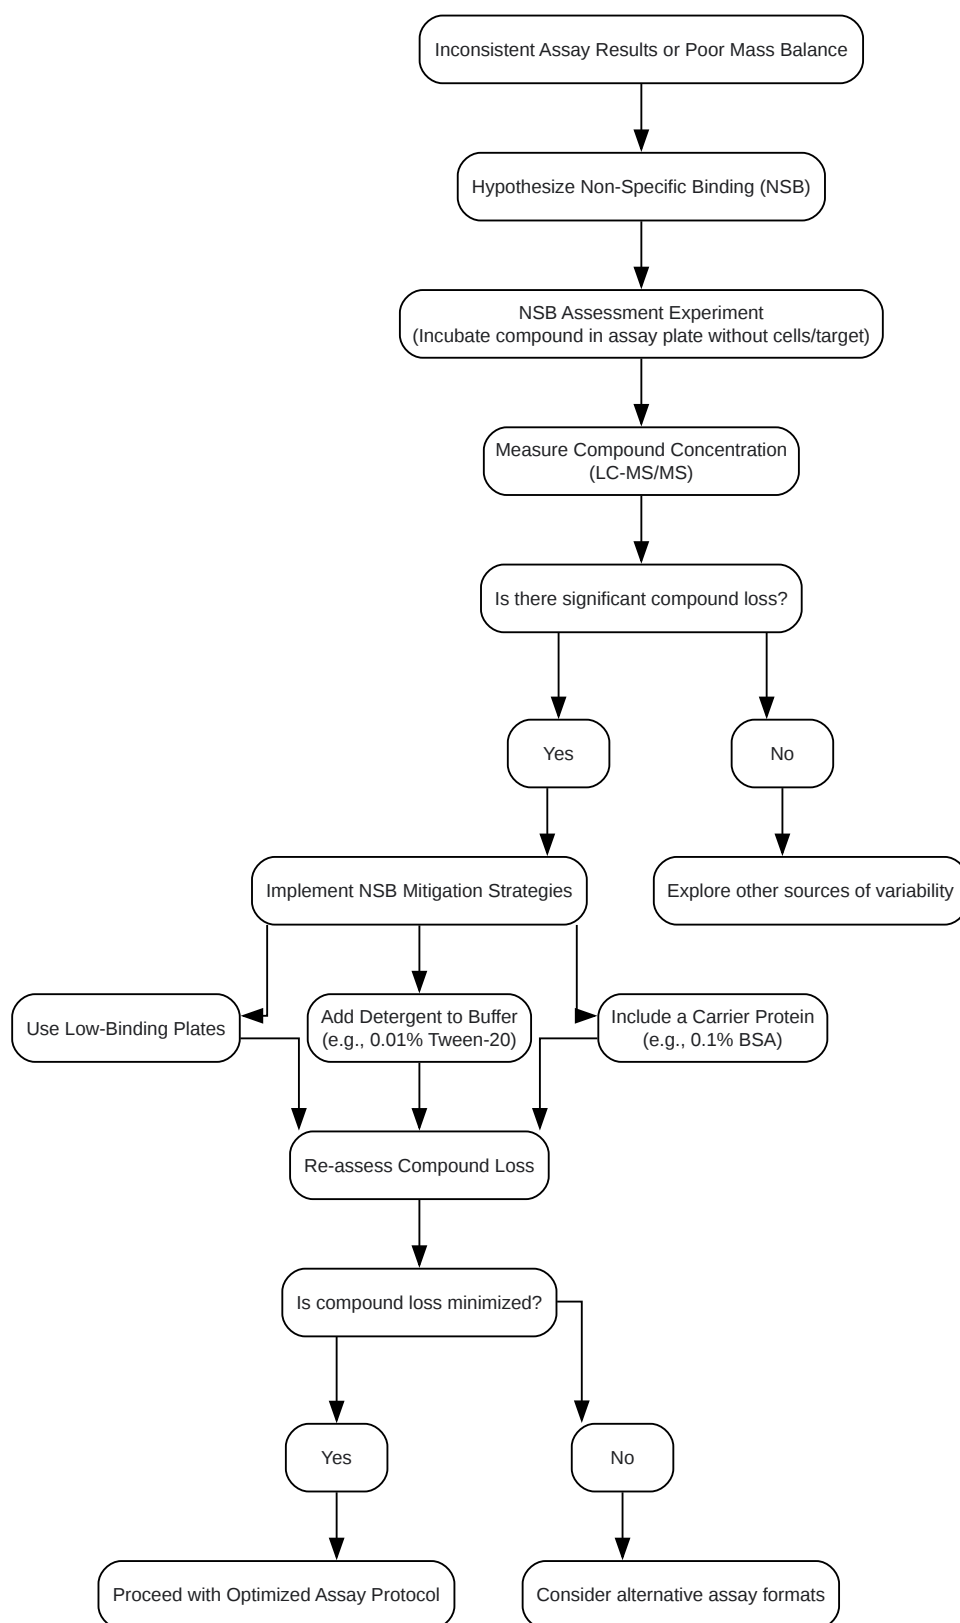 Inconsistent Assay Results or Poor Mass Balance
Hypothesize Non-Specific Binding (NSB)
NSB Assessment Experiment
(Incubate compound in assay plate without cells/target)
Measure Compound Concentration
(LC-MS/MS)
Is there significant compound loss?
Yes
No
Implement NSB Mitigation Strategies
Explore other sources of variability
Use Low-Binding Plates
Add Detergent to Buffer
(e.g., 0.01% Tween-20)
Include a Carrier Protein
(e.g., 0.1% BSA)
Re-assess Compound Loss
Is compound loss minimized?
Yes
No
Proceed with Optimized Assay Protocol
Consider alternative assay formats